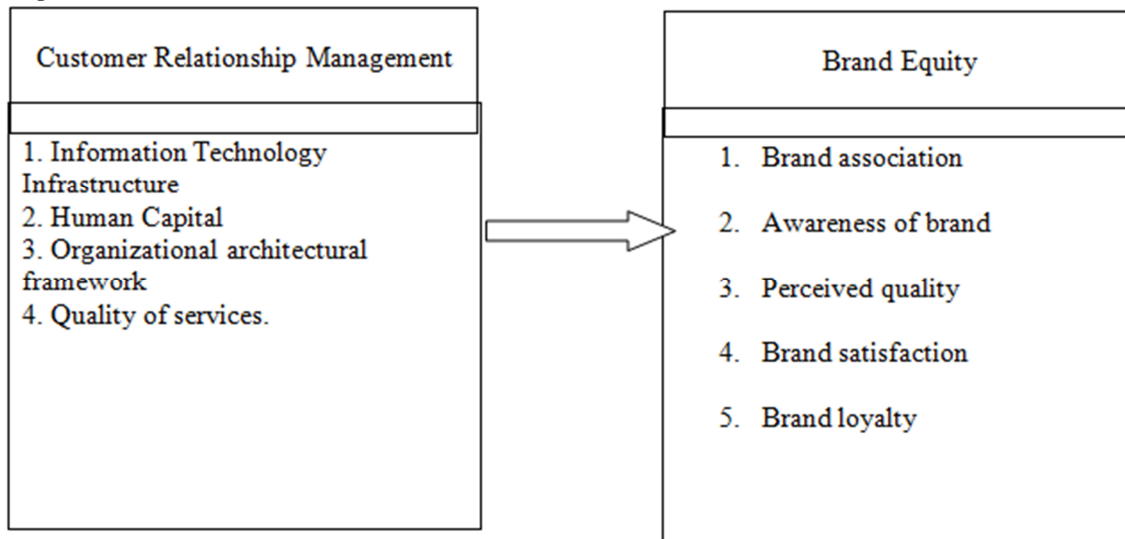 Customer Relationship Management
1. Information Technology
Infrastructure
2. Human Capital
3. Organizational architectural
framework
4. Quality of services.
Brand Equity
1. Brand association
2. Awareness of brand
3. Perceived quality
4. Brand satisfaction
5. Brand loyalty